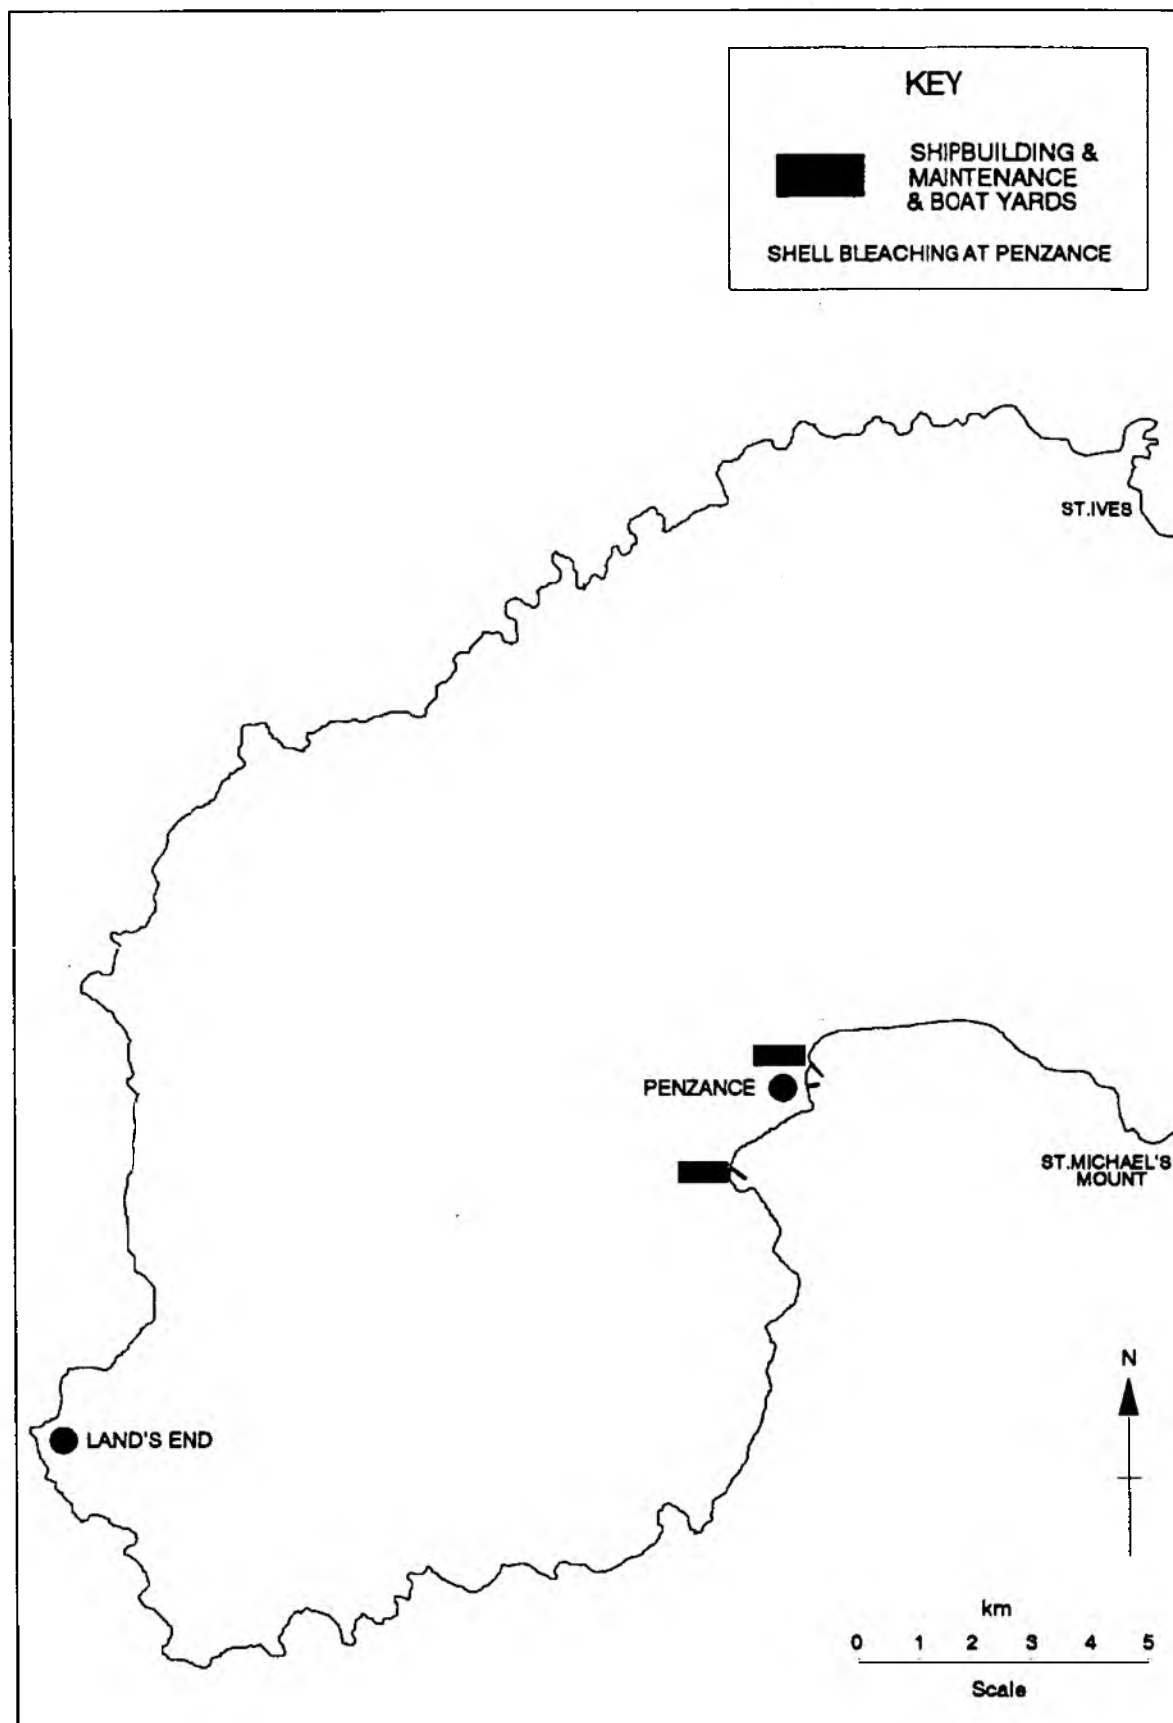 KEY
SHIPBUILDING &
MAINTENANCE
& BOAT YARDS
SHELL BLEACHING AT PENZANCE
ST.IVES
PENZANCE
ST.MICHAEL'S
MOUNT
N
LAND'S END
km
0 1 2 3 4 5
Scale